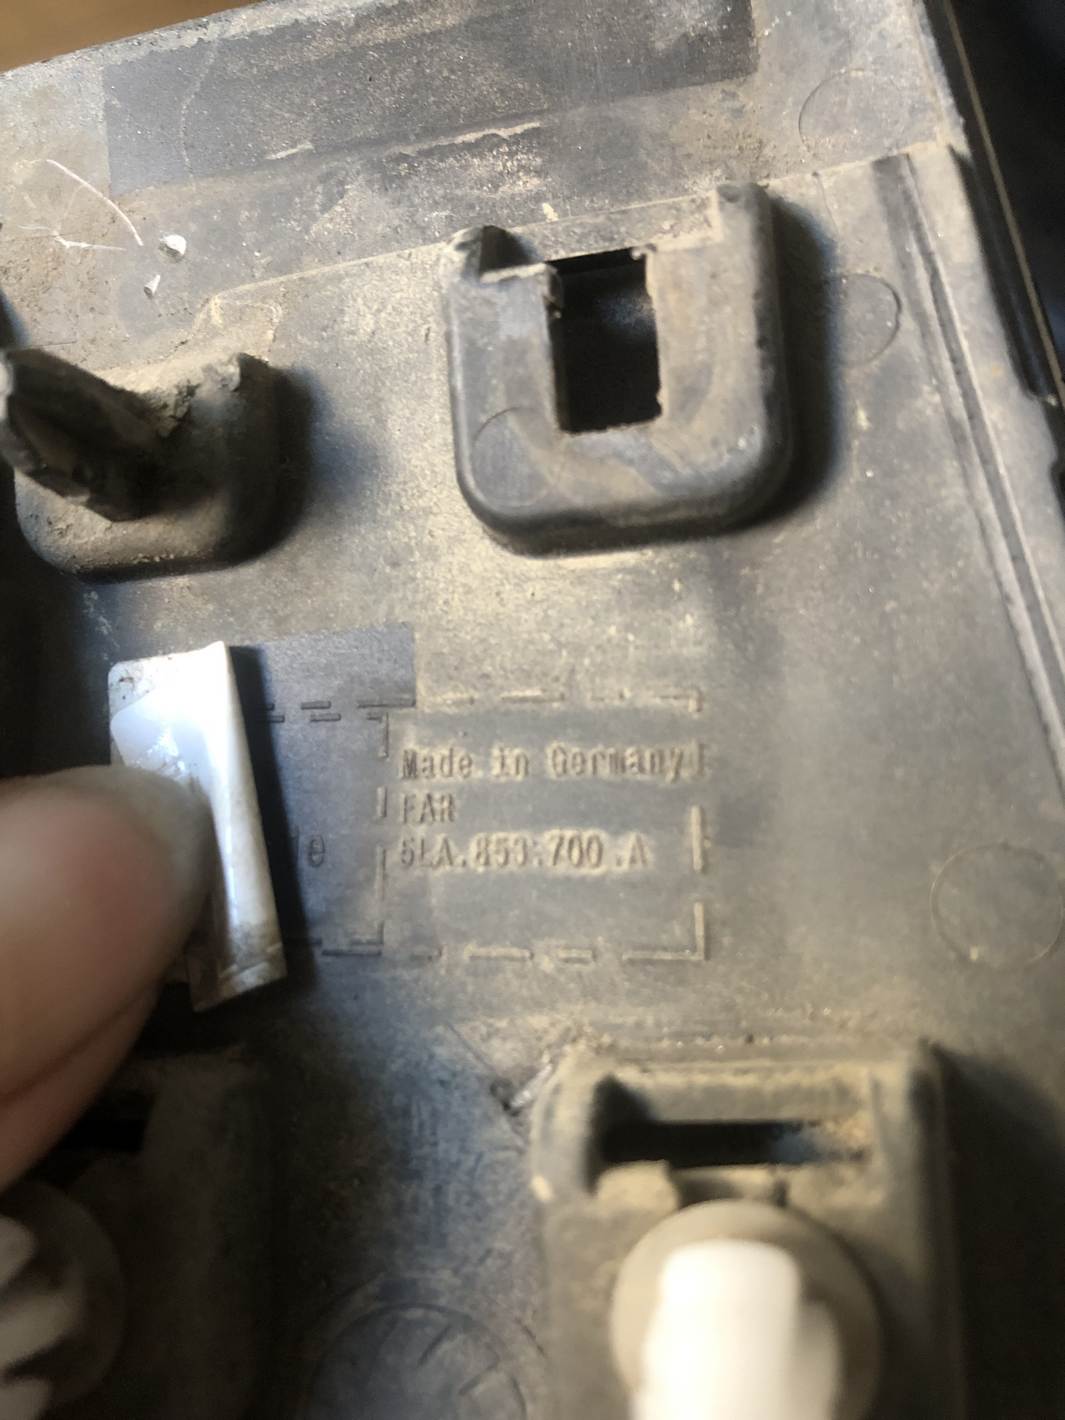 Made in Germany
FAR
5LA.853.700.A